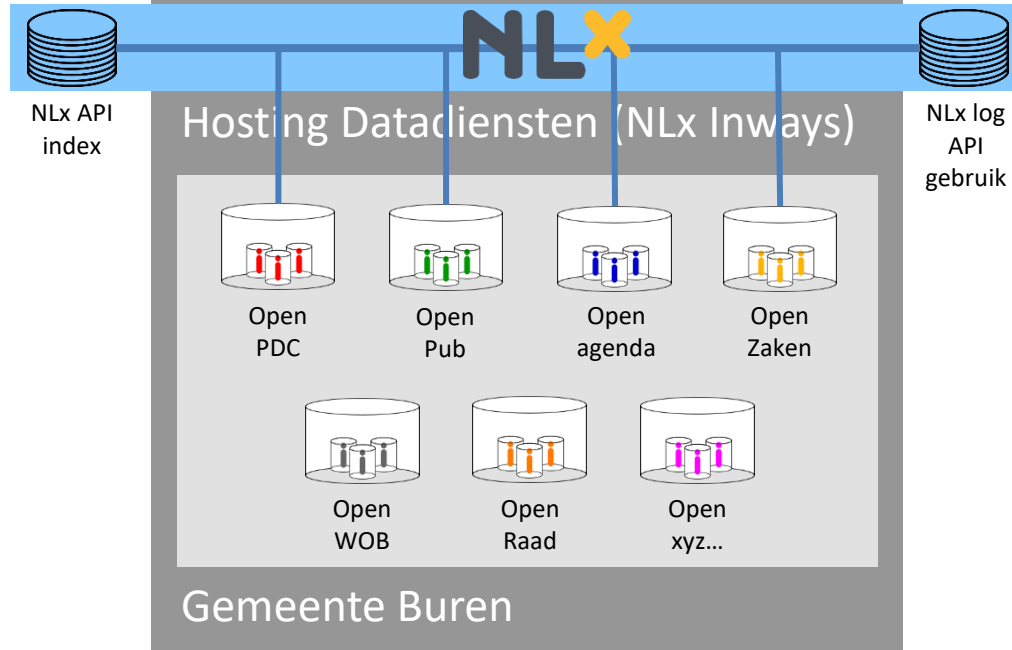 NLX
NLx API
index
NLx log
API
gebruik
Hosting Datadiensten (NLx Inways)
Open
PDC
Open
Pub
Open
agenda
Open
Zaken
Open
WOB
Open
Raad
Open
xyz...
Gemeente Buren